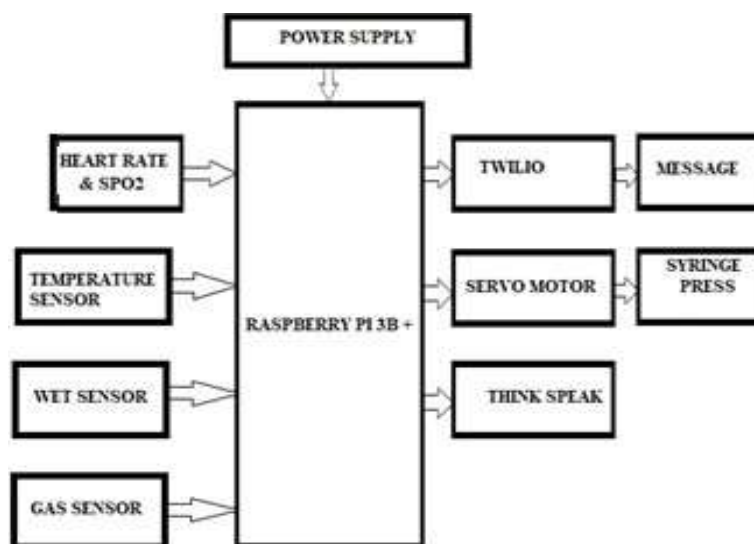 POWER SUPPLY
HEART RATE
& SPO2
TWILIO
MESSAGE
TEMPERATURE
SENSOR
RASPBERRY PI 3B +
SERVO MOTOR
SYRINGE
PRESS
WET SENSOR
THINK SPEAK
GAS SENSOR